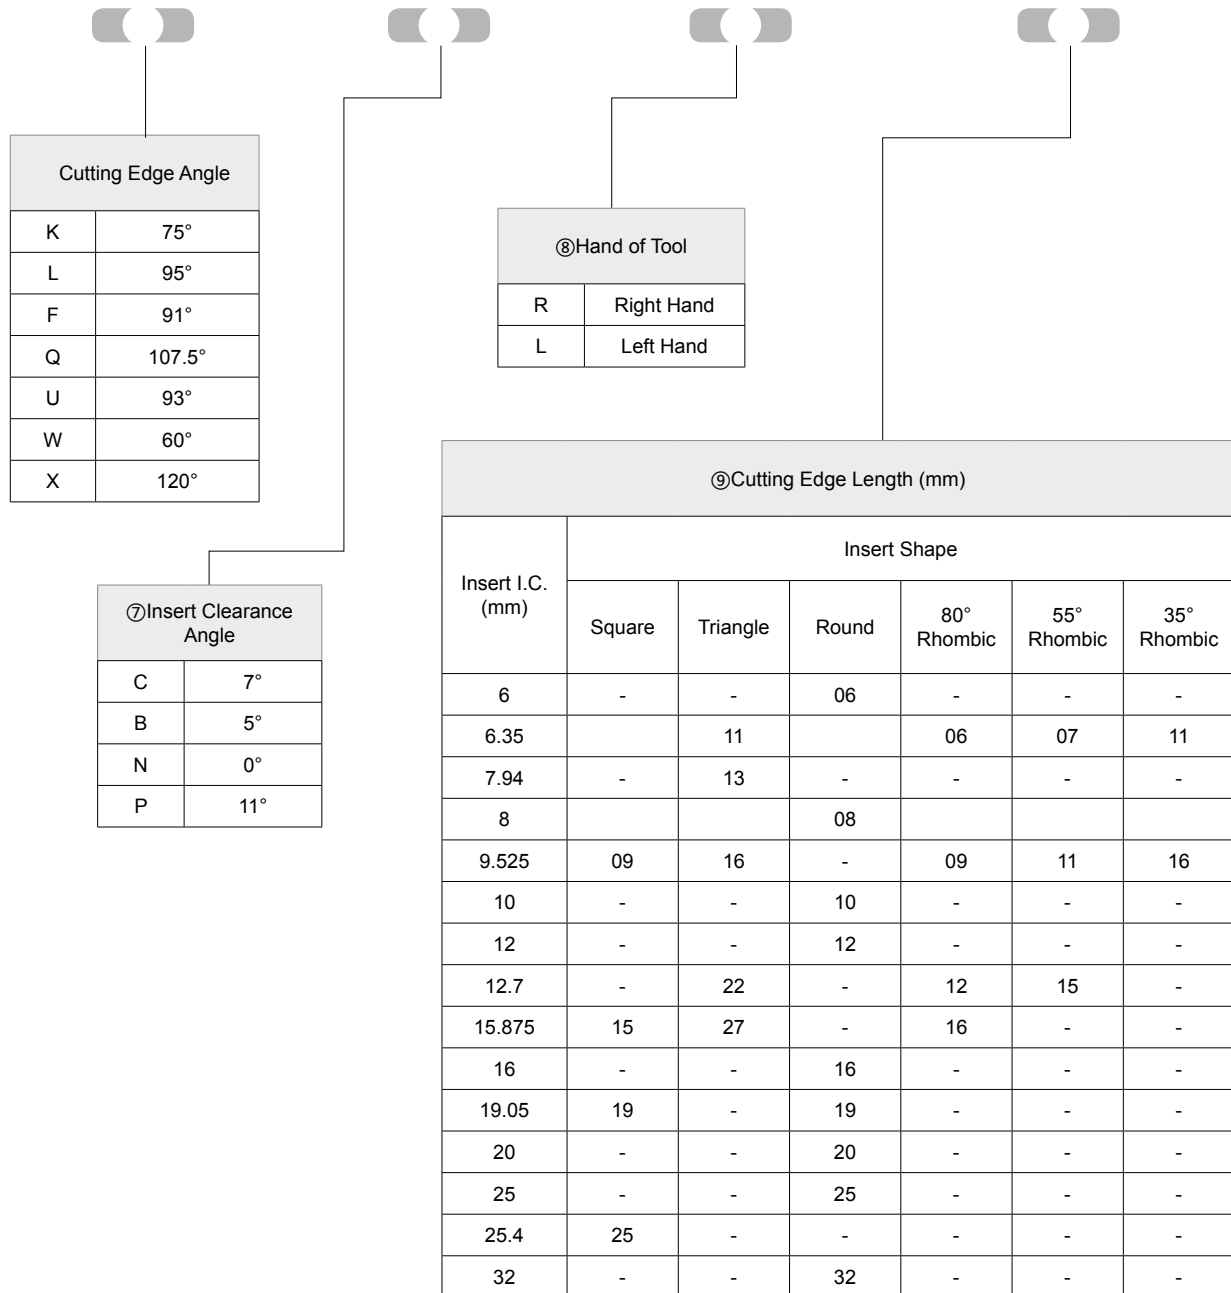 Cutting Edge Angle
K 75°
L 95°
F 91°
Q 107.5°
U 93°
W 60°
X 120°
⑦Insert Clearance
Angle
C 7°
B 5°
N 0°
P 11°
⑧Hand of Tool
R Right Hand
L Left Hand
⑨Cutting Edge Length (mm)
Insert I.C.
(mm)
Insert Shape
Square Triangle Round 80° Rhombic 55° Rhombic 35° Rhombic
6 - - 06 - - -
6.35 11 06 07 11
7.94 - 13 - - - -
8 08
9.525 09 16 - 09 11 16
10 - - 10 - - -
12 - - 12 - - -
12.7 - 22 - 12 15 -
15.875 15 27 - 16 - -
16 - - 16 - - -
19.05 19 - 19 - - -
20 - - 20 - - -
25 - - 25 - - -
25.4 25 - - - - -
32 - - 32 - - -